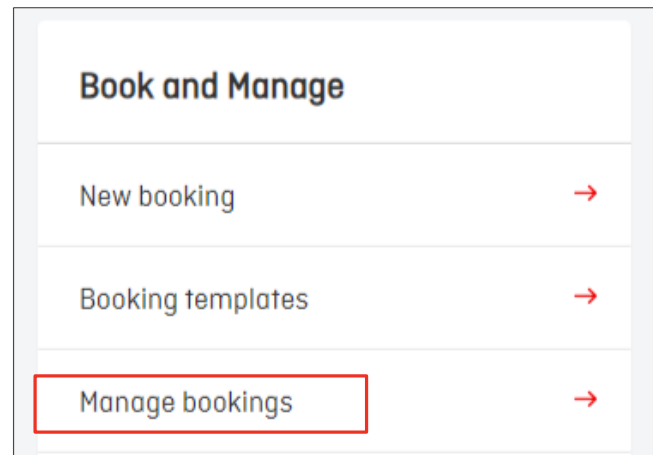 Book and Manage
New booking
Booking templates
Manage bookings